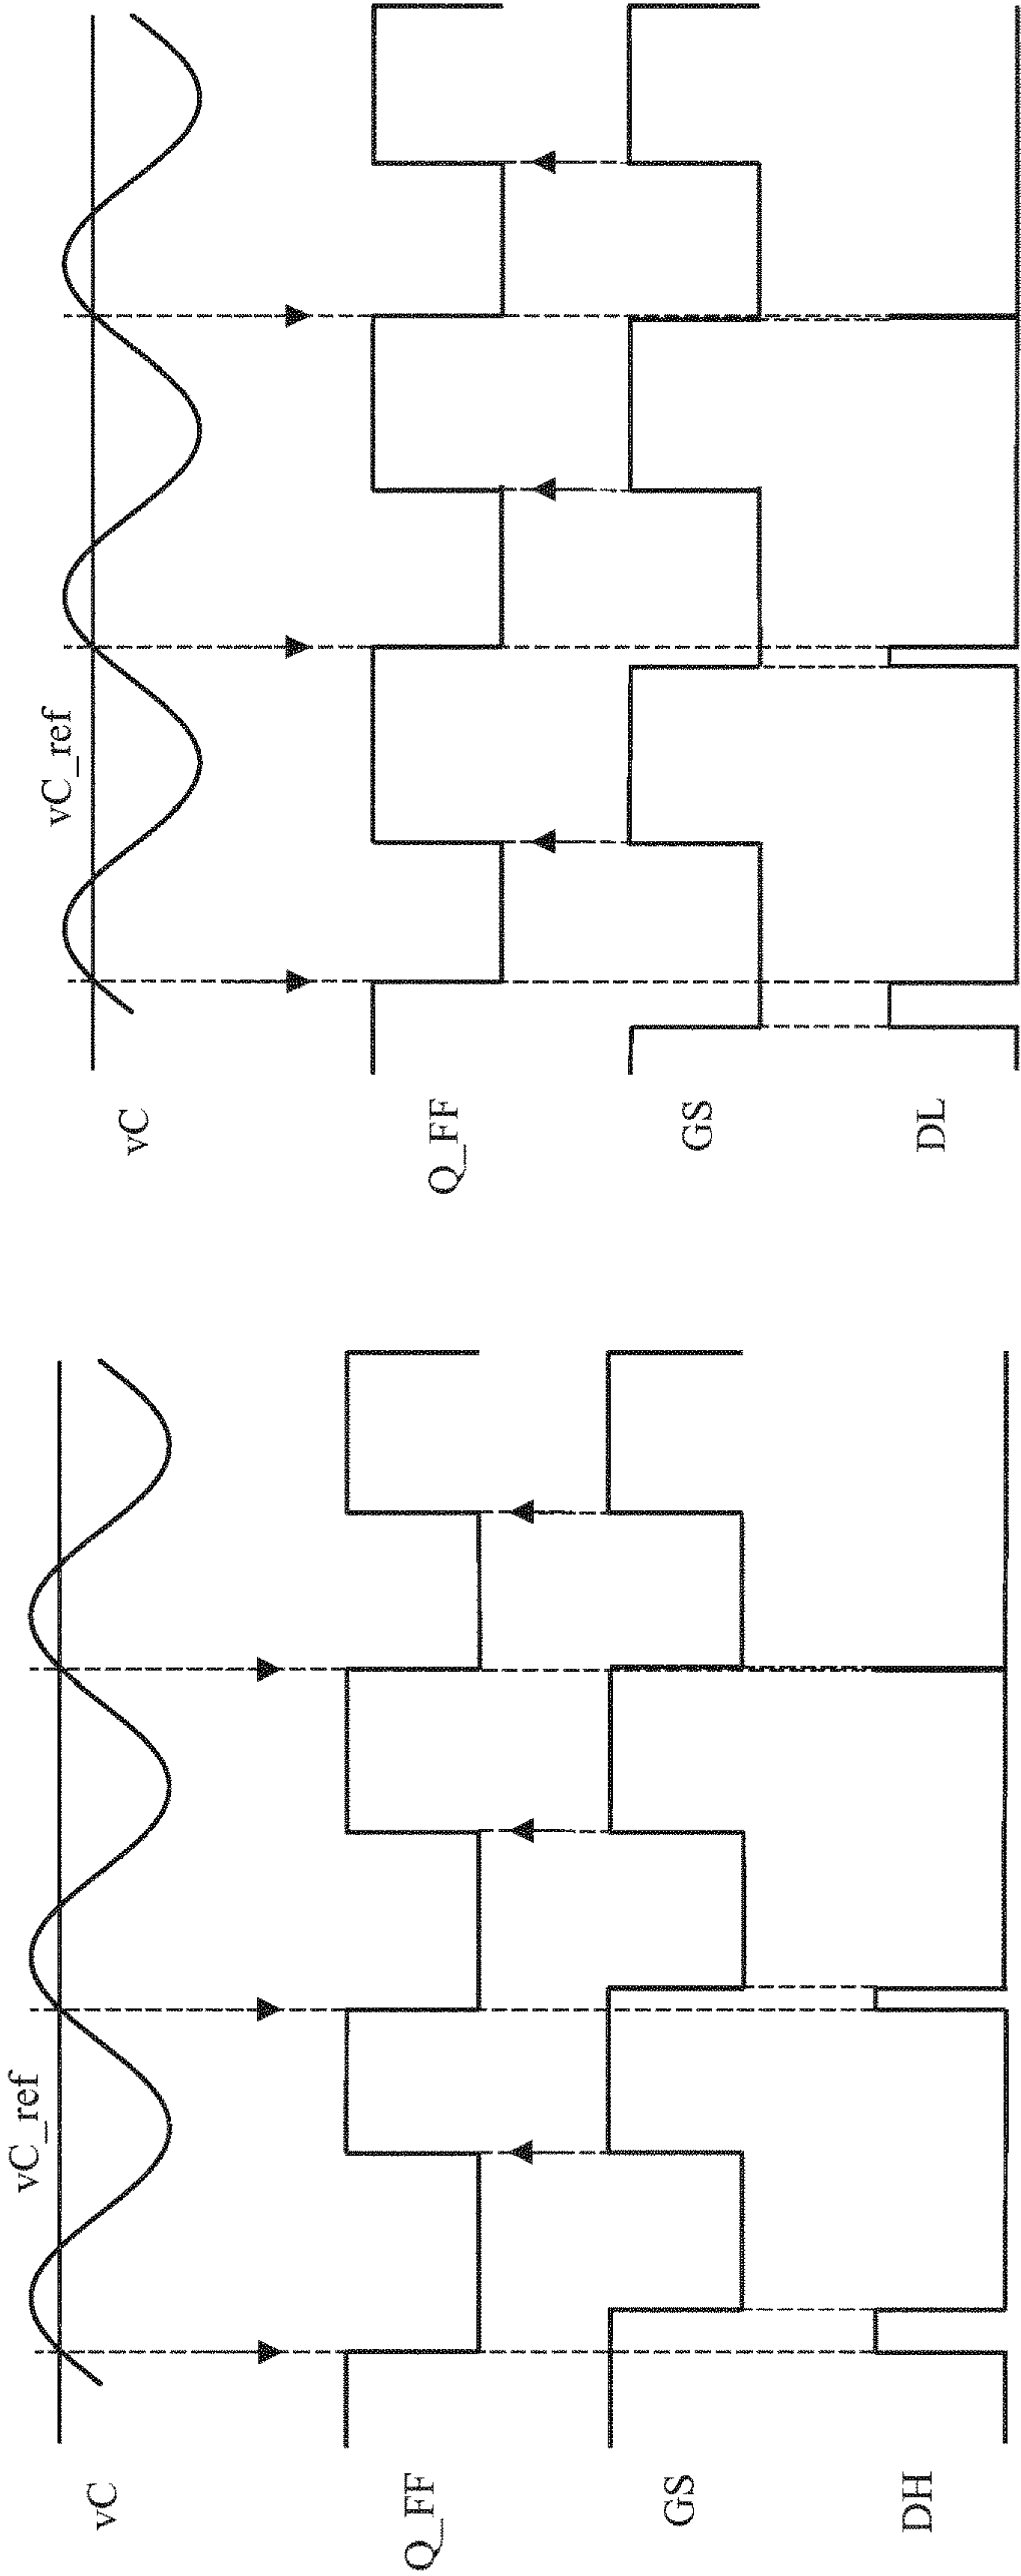 vC_ref
vC
Q_FF
GS
DH
vC_ref
vC
Q_FF
GS
DL